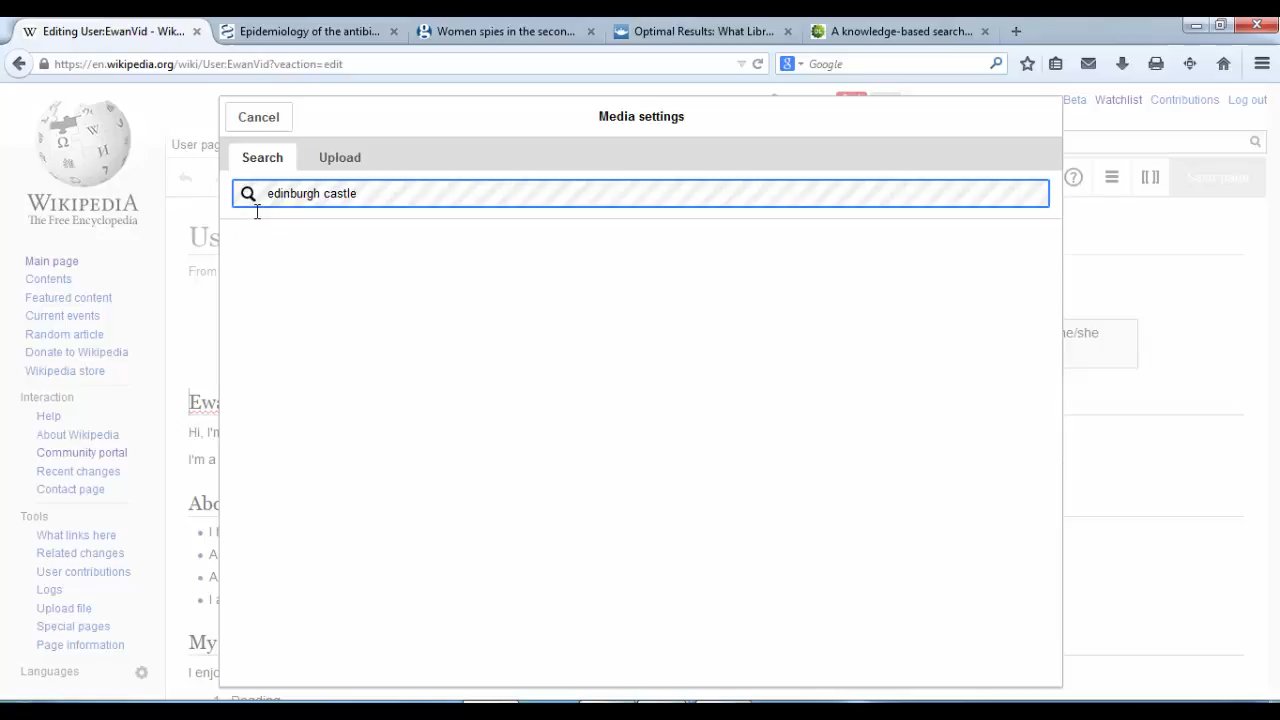 Editing User:EwanVid - Wik...
Epidemiology of the antibi...
Women spies in the secon...
Optimal Results: What Libr...
A knowledge-based search...
https://en.wikipedia.org/wiki/User:EwanVid?veaction=edit
Google
Beta Watchlist Contributions Log out
Cancel
Media settings
User pag
Search Upload
edinburgh castle
WIKIPEDIA
The Free Encyclopedia
Us
From
Main page
Contents
Featured content
Current events
Random article
Donate to Wikipedia
Wikipedia store
he/she
Interaction
Help
About Wikipedia
Community portal
Recent changes
Contact page
Ewa
Hi, I'm
I'm a
Abo
I h
A
A
I a
Tools
What links here
Related changes
User contributions
Logs
Upload file
Special pages
Page information
My
I enjo
1. Reading
Languages